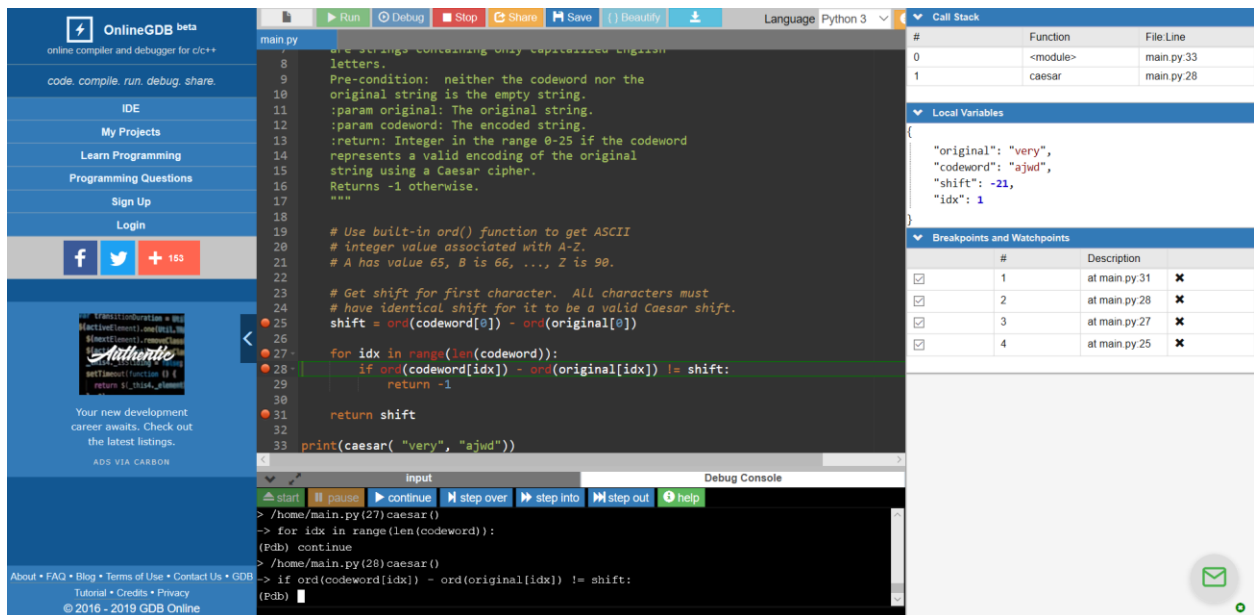 OnlineGDB beta
online compiler and debugger for c/c++
code. compile. run. debug. share.
IDE
My Projects
Learn Programming
Programming Questions
Sign Up
Login
153
Authentic
Your new development
career awaits. Check out
the latest listings.
ADS VIA CARBON
About • FAQ • Blog • Terms of Use • Contact Us • GDB
Tutorial • Credits • Privacy
© 2016 - 2019 GDB Online
Run Debug Stop Share Save { } Beautify Language Python 3
main.py
7 are strings containing only capitalized English
8 letters.
9 Pre-condition: neither the codeword nor the
10 original string is the empty string.
11 :param original: The original string.
12 :param codeword: The encoded string.
13 :return: Integer in the range 0-25 if the codeword
14 represents a valid encoding of the original
15 string using a Caesar cipher.
16 Returns -1 otherwise.
17 """
18
19 # Use built-in ord() function to get ASCII
20 # integer value associated with A-Z.
21 # A has value 65, B is 66, ..., Z is 90.
22
23 # Get shift for first character. All characters must
24 # have identical shift for it to be a valid Caesar shift.
25 shift = ord(codeword[0]) - ord(original[0])
26
27 for idx in range(len(codeword)):
28 if ord(codeword[idx]) - ord(original[idx]) != shift:
29 return -1
30
31 return shift
32
33 print(caesar( "very", "ajwd"))
input Debug Console
start pause continue step over step into step out help
> /home/main.py(27)caesar()
-> for idx in range(len(codeword)):
(Pdb) continue
> /home/main.py(28)caesar()
-> if ord(codeword[idx]) - ord(original[idx]) != shift:
(Pdb)
Call Stack
# Function File:Line
0 <module> main.py:33
1 caesar main.py:28
Local Variables
{
"original": "very",
"codeword": "ajwd",
"shift": -21,
"idx": 1
}
Breakpoints and Watchpoints
# Description
1 at main.py:31
2 at main.py:28
3 at main.py:27
4 at main.py:25